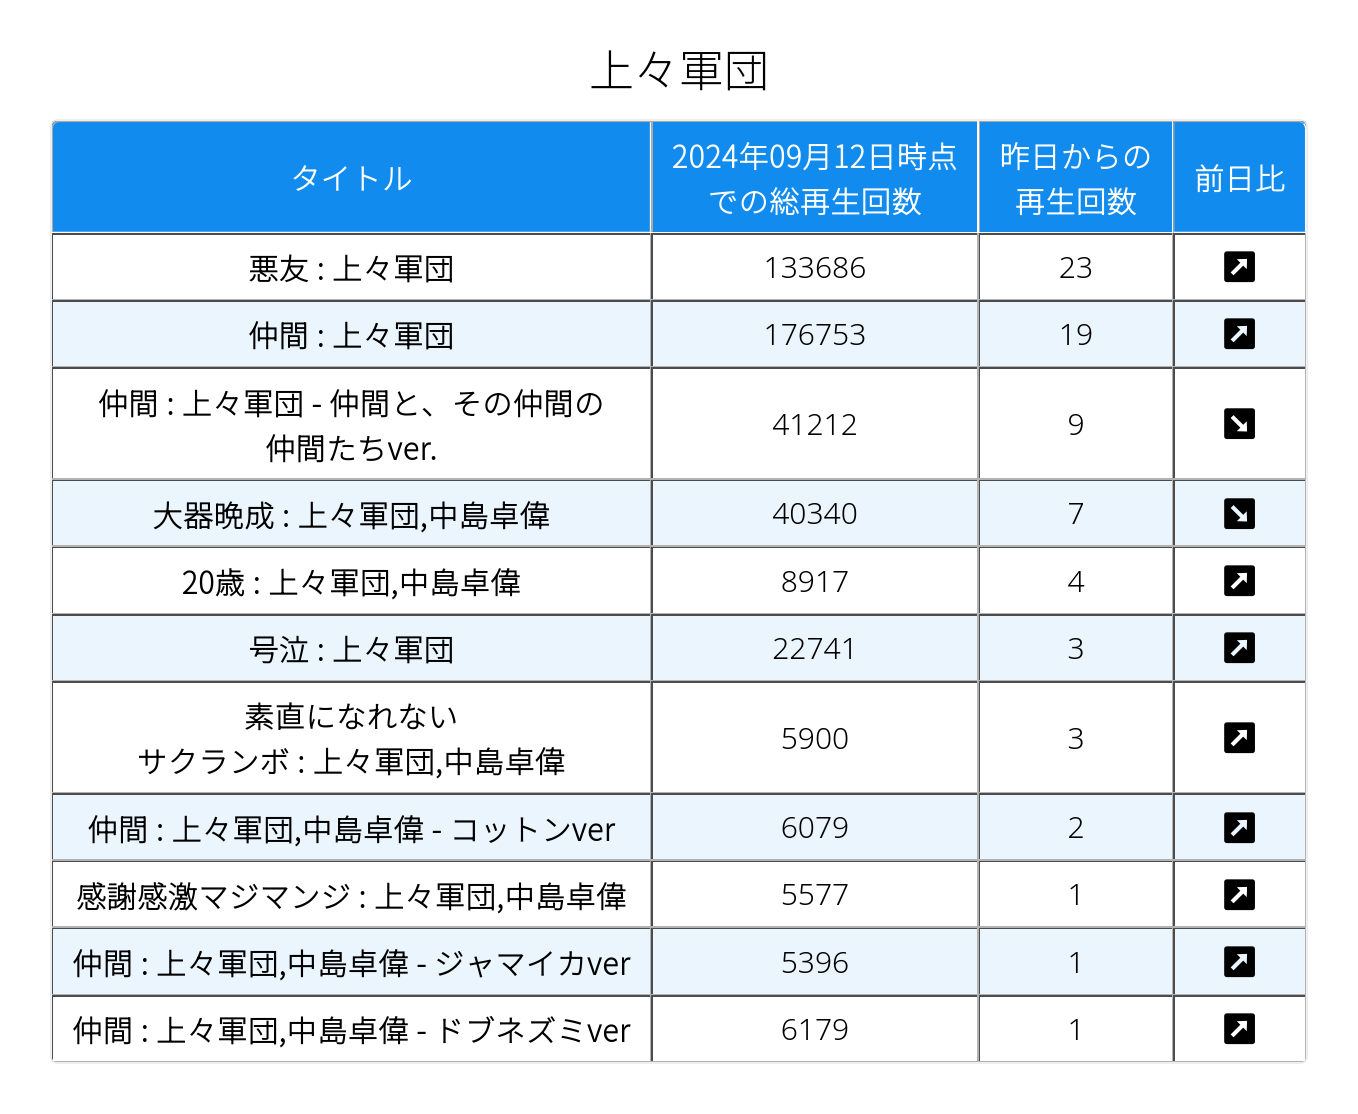 上々軍団
タイトル
2024年09月12日時点
での総再生回数
昨日からの
再生回数
前日比
悪友 : 上々軍団
133686
23
仲間 : 上々軍団
176753
19
仲間 : 上々軍団 - 仲間と、その仲間の
仲間たちver.
41212
9
大器晩成 : 上々軍団,中島卓偉
40340
7
20歳 : 上々軍団,中島卓偉
8917
4
号泣 : 上々軍団
22741
3
素直になれない
サクランボ : 上々軍団,中島卓偉
5900
3
仲間 : 上々軍団,中島卓偉 - コットンver
6079
2
感謝感激マジマンジ : 上々軍団,中島卓偉
5577
1
仲間 : 上々軍団,中島卓偉 - ジャマイカver
5396
1
仲間 : 上々軍団,中島卓偉 - ドブネズミver
6179
1